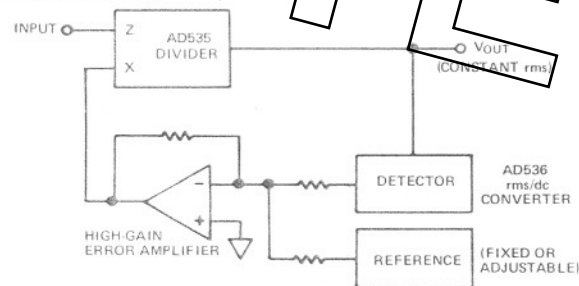 INPUT
Z
X
AD535
DIVIDER
VOUT
(CONSTANT rms)
DETECTOR
AD536
rms/dc
CONVERTER
HIGH-GAIN
ERROR AMPLIFIER
REFERENCE
(FIXED OR
ADJUSTABLE)